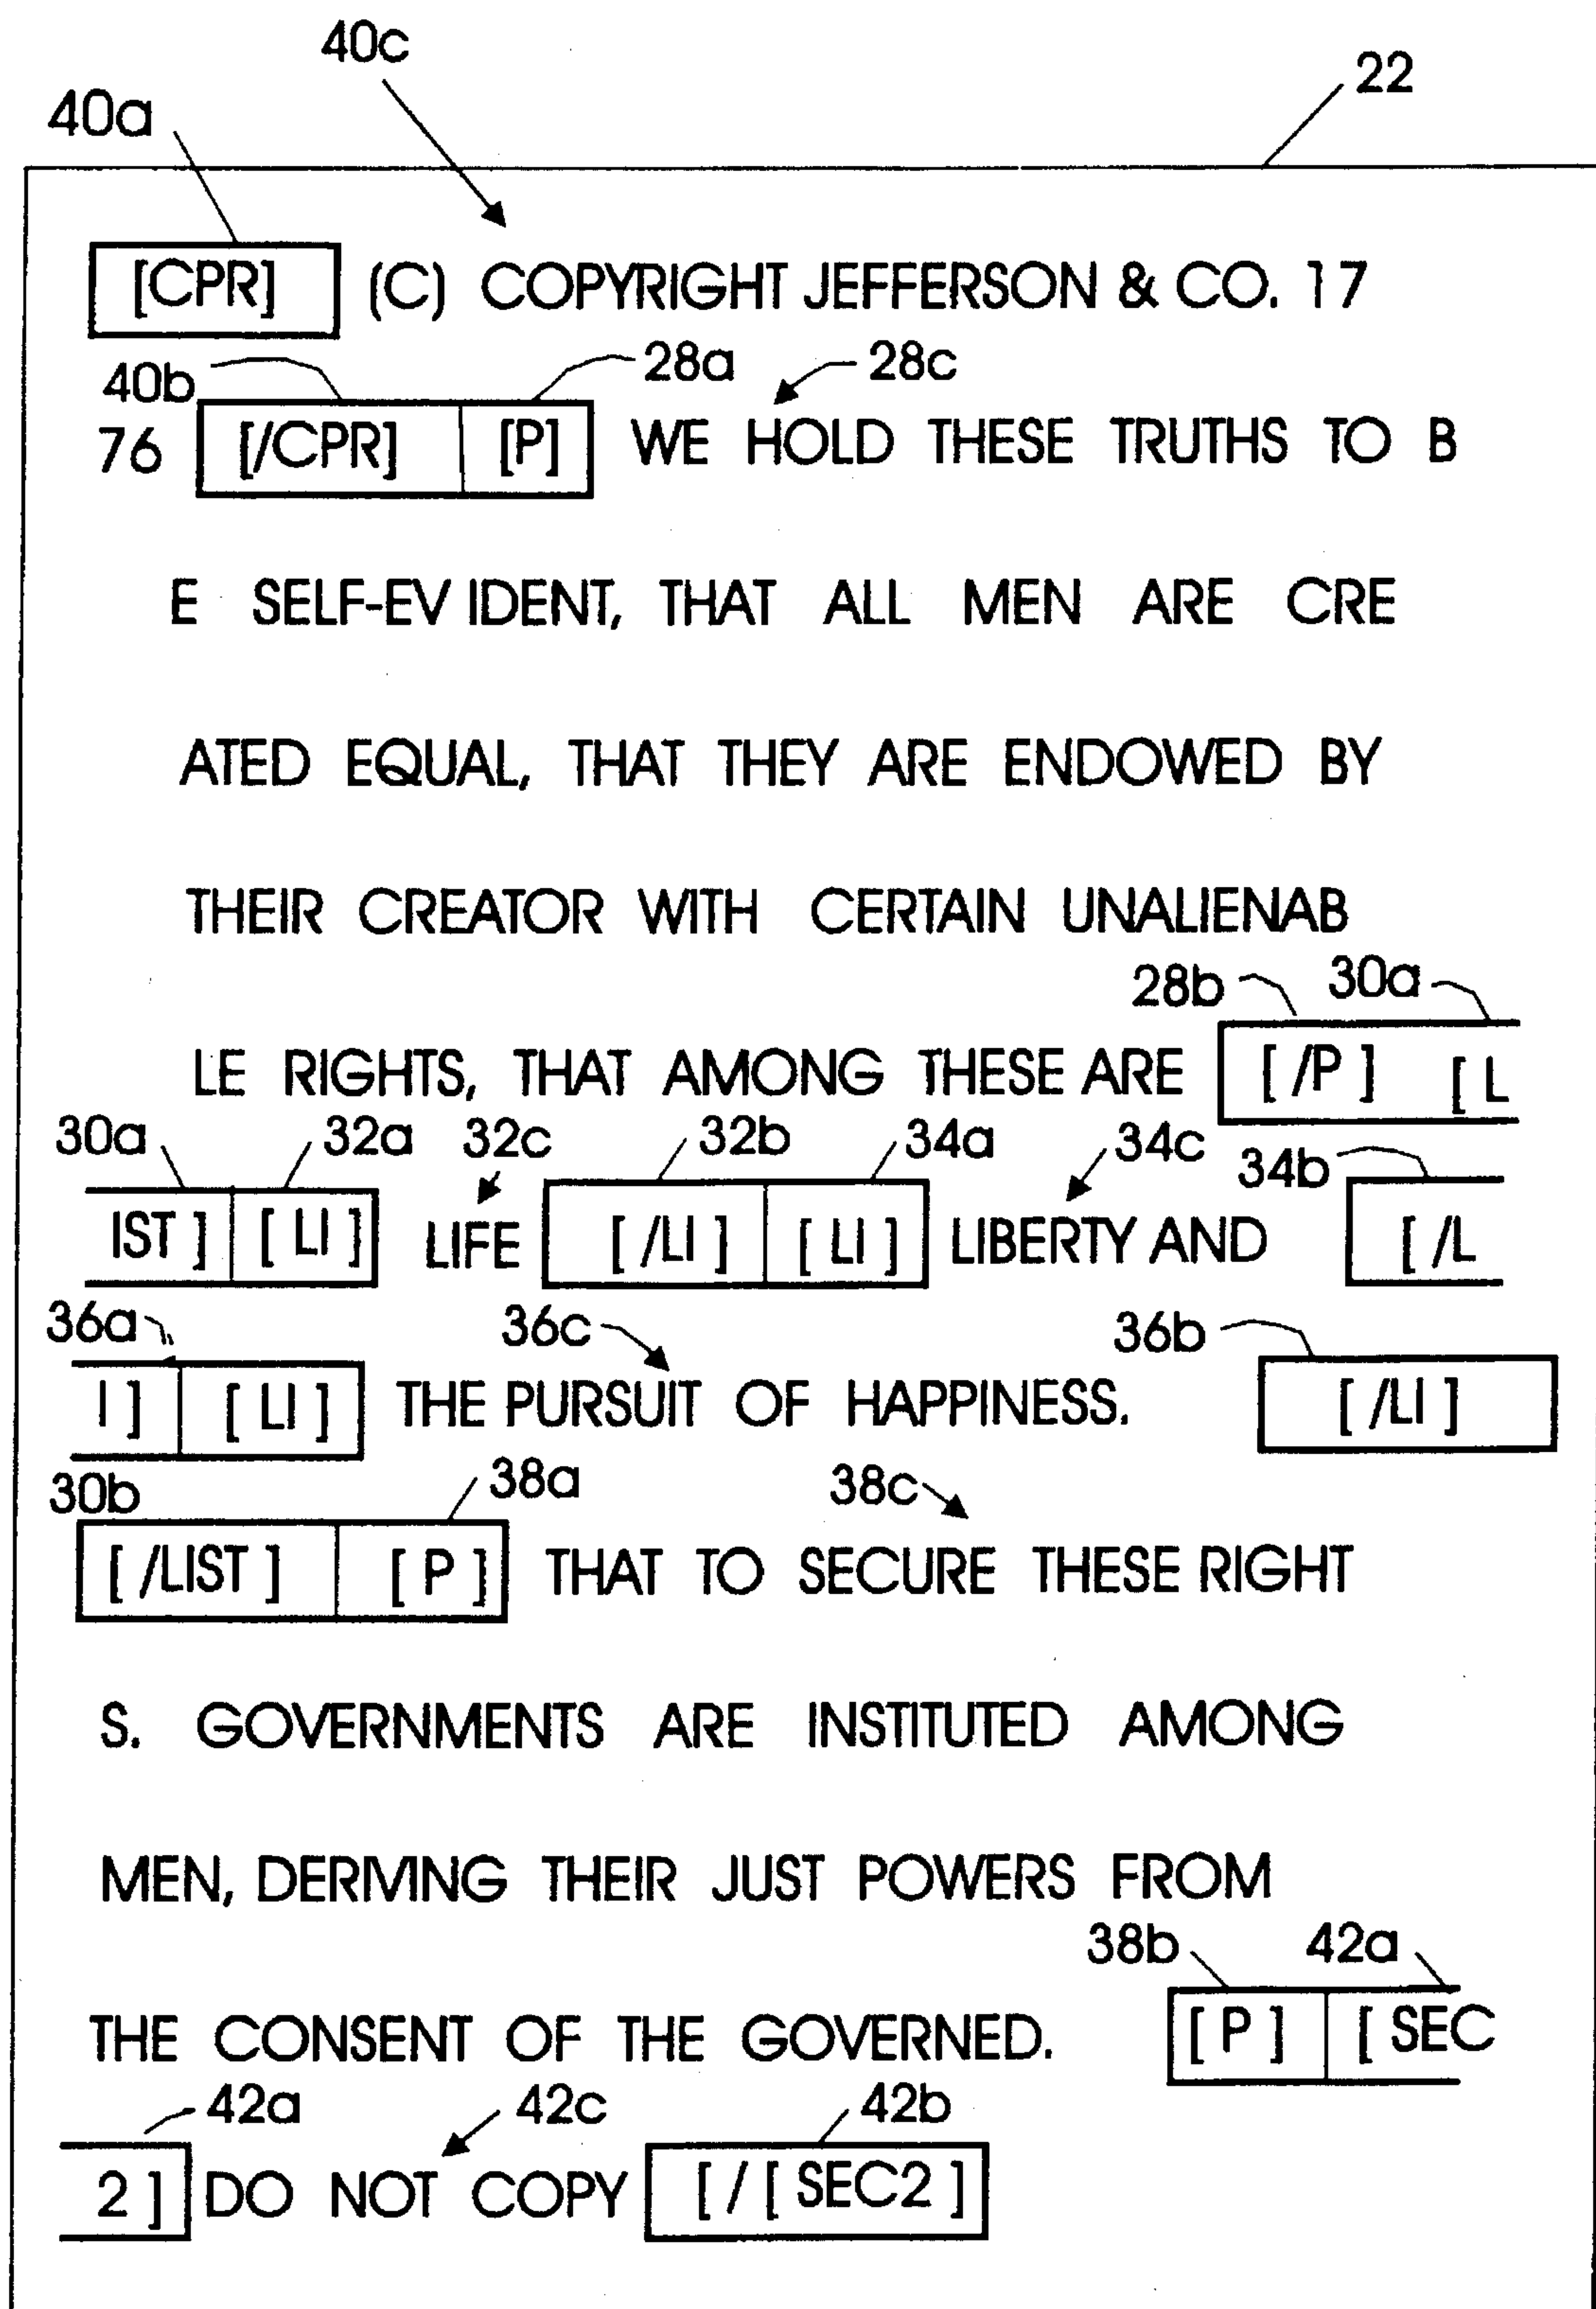 40c
22
40a
[CPR] (C) COPYRIGHT JEFFERSON & CO. 17
40b 28a 28c
76 [/CPR] [P] WE HOLD THESE TRUTHS TO B
E SELF-EV IDENT, THAT ALL MEN ARE CRE
ATED EQUAL, THAT THEY ARE ENDOWED BY
THEIR CREATOR WITH CERTAIN UNALIENAB
28b 30a
LE RIGHTS, THAT AMONG THESE ARE [ /P ] [ L
30a 32a 32c 32b 34a 34c 34b
IST ] [ LI ] LIFE [ /LI ] [ LI ] LIBERTY AND [ /L
36a 36c 36b
I ] [ LI ] THE PURSUIT OF HAPPINESS. [ /LI ]
30b 38a 38c
[ /LIST ] [ P ] THAT TO SECURE THESE RIGHT
S. GOVERNMENTS ARE INSTITUTED AMONG
MEN, DERIVING THEIR JUST POWERS FROM
38b 42a
THE CONSENT OF THE GOVERNED. [ P ] [ SEC
42a 42c 42b
2 ] DO NOT COPY [ / [ SEC2 ]